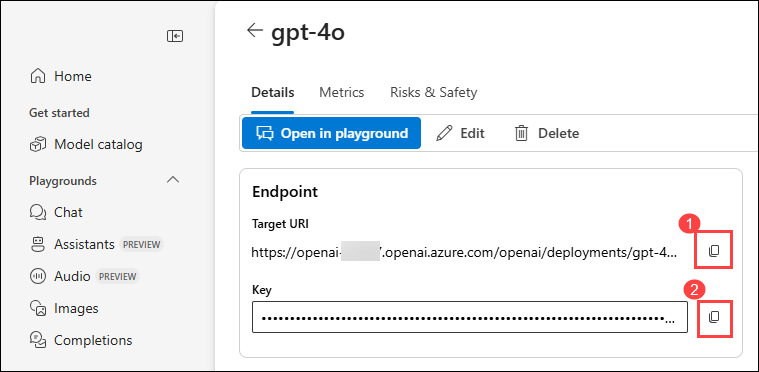 gpt-4o
Home
Get started
Model catalog
Playgrounds
Chat
Assistants PREVIEW
Audio PREVIEW
Images
Completions
Details Metrics Risks & Safety
Open in playground Edit Delete
Endpoint
Target URI
1
https://openai- .openai.azure.com/openai/deployments/gpt-4...
Key
2
••••••••••••••••••••••••••••••••••••••••••••••••••••••••••••••••••••••••...